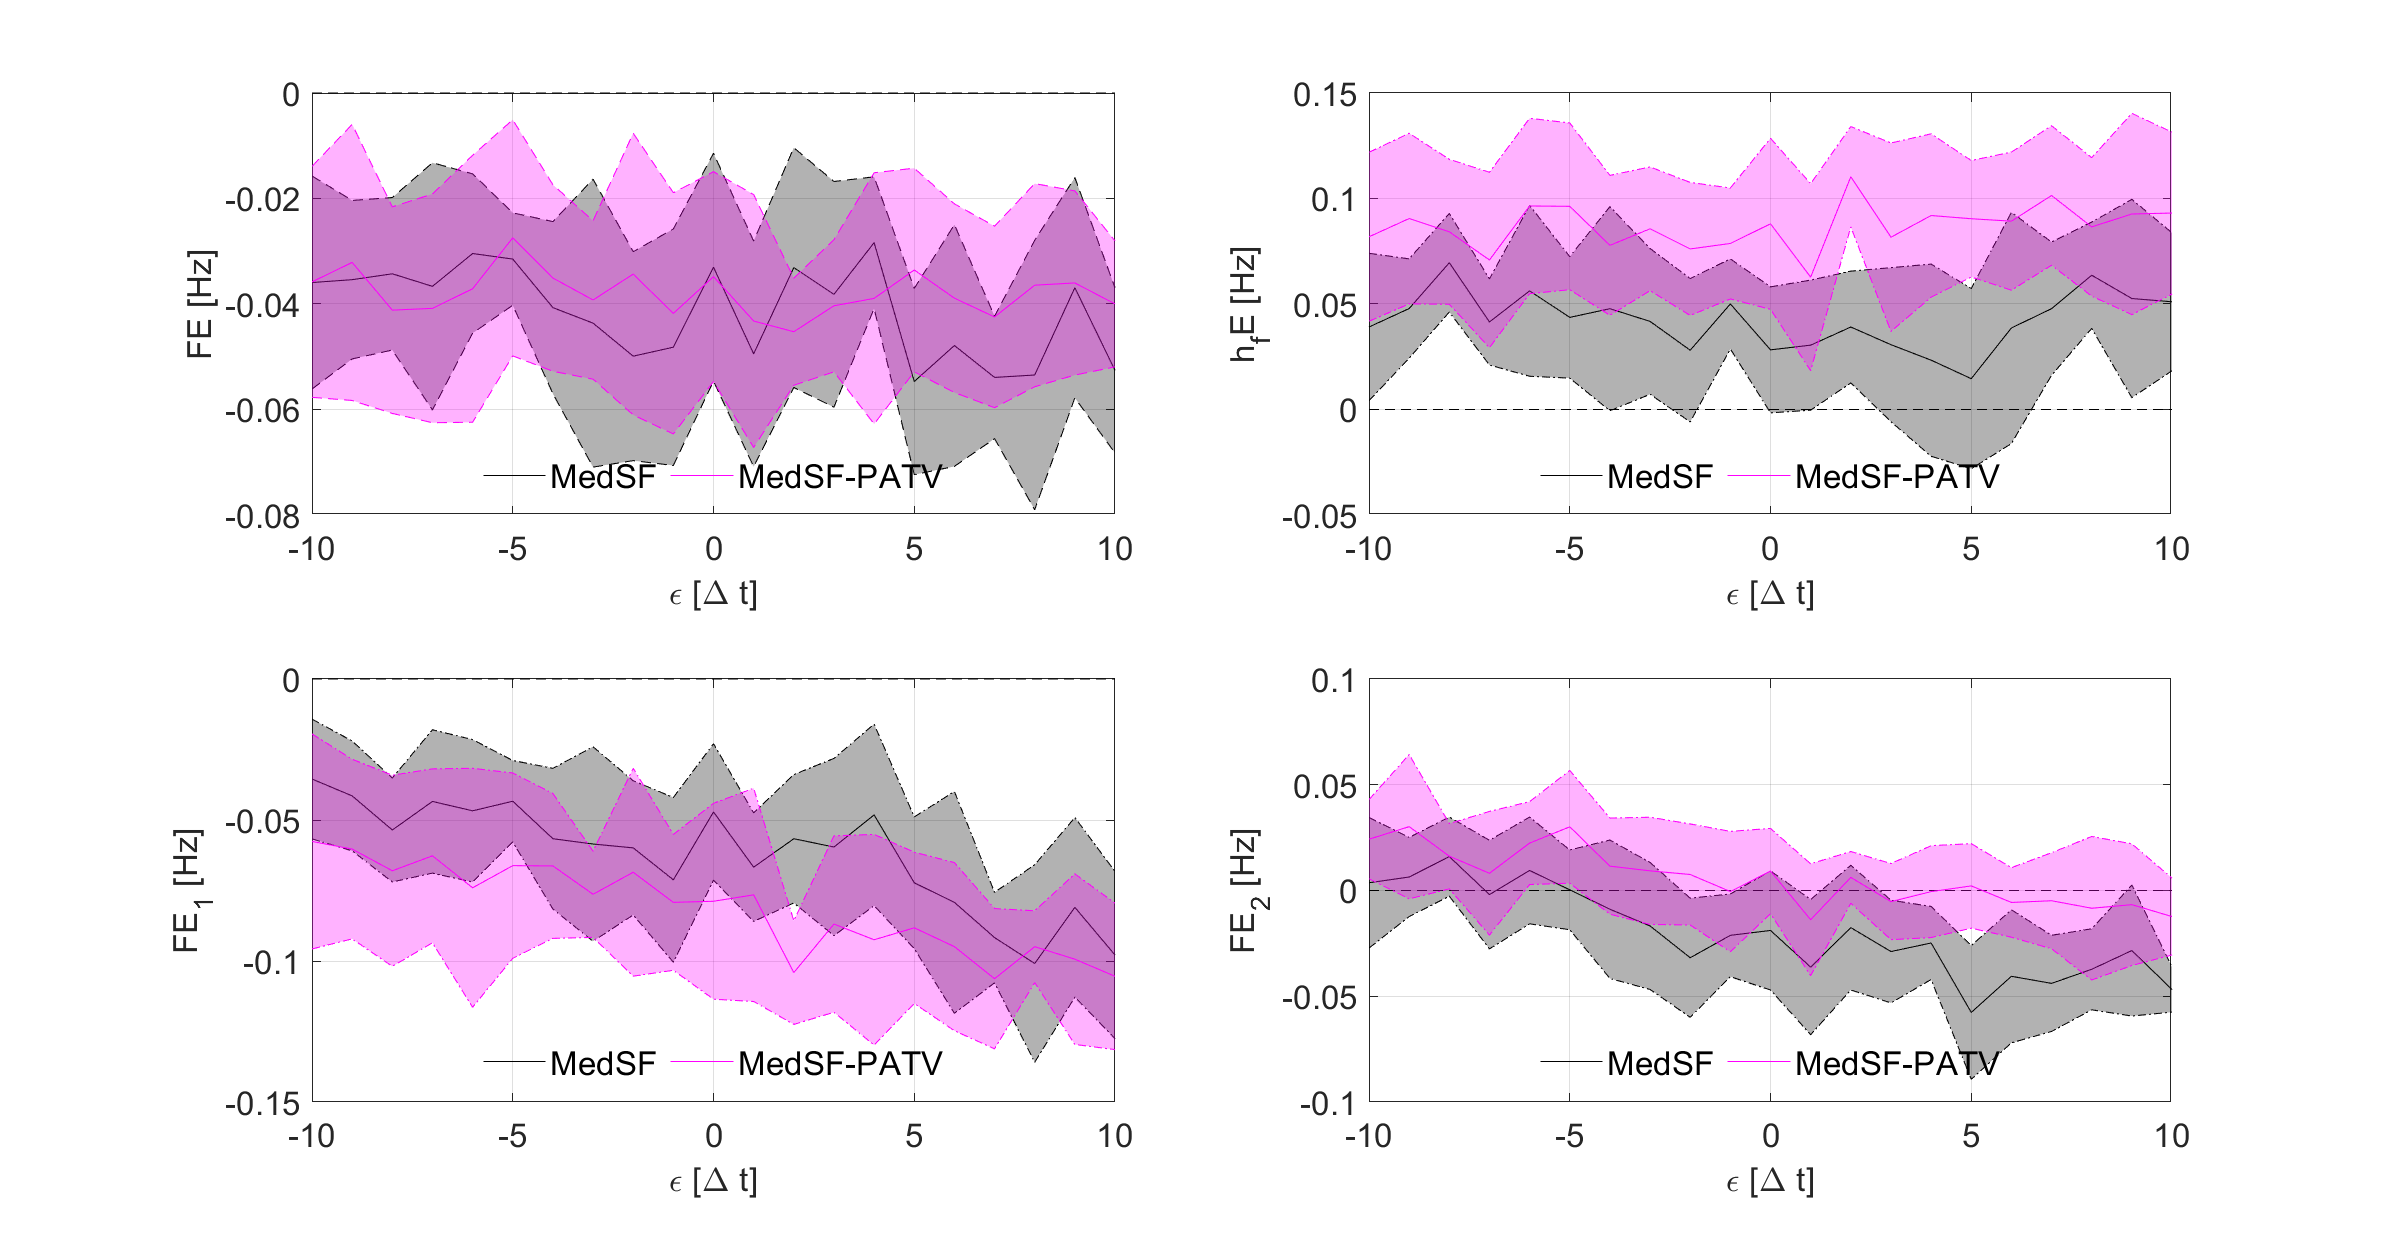 0
-0.02
-0.04
-0.06
-0.08
FE [Hz]
MedSF MedSF-PATV
-10 -5 0 5 10
ϵ [Δ t]
0.15
0.1
0.05
0
-0.05
h_fE [Hz]
MedSF MedSF-PATV
-10 -5 0 5 10
ϵ [Δ t]
0
-0.05
-0.1
-0.15
FE_1 [Hz]
MedSF MedSF-PATV
-10 -5 0 5 10
ϵ [Δ t]
0.1
0.05
0
-0.05
-0.1
FE_2 [Hz]
MedSF MedSF-PATV
-10 -5 0 5 10
ϵ [Δ t]